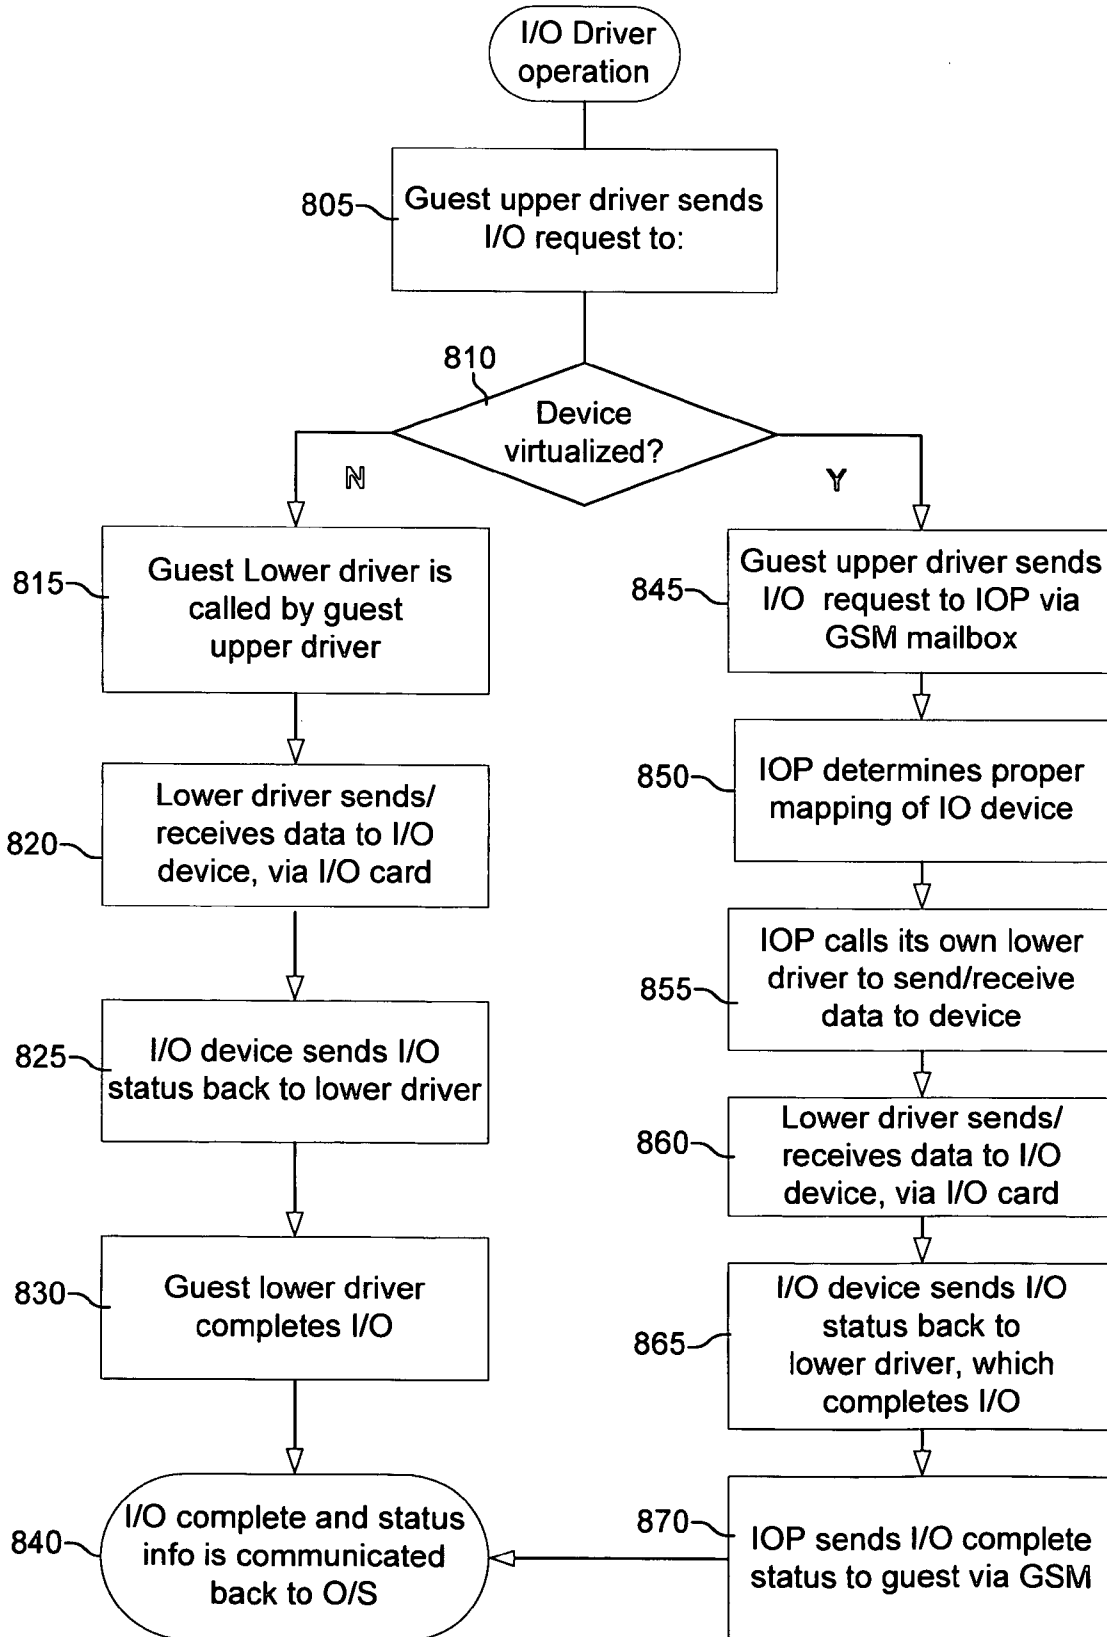 I/O Driver
operation
805
Guest upper driver sends
I/O request to:
810
Device
virtualized?
N
Y
815
Guest Lower driver is
called by guest
upper driver
820
Lower driver sends/
receives data to I/O
device, via I/O card
825
I/O device sends I/O
status back to lower driver
830
Guest lower driver
completes I/O
840
I/O complete and status
info is communicated
back to O/S
845
Guest upper driver sends
I/O request to IOP via
GSM mailbox
850
IOP determines proper
mapping of IO device
855
IOP calls its own lower
driver to send/receive
data to device
860
Lower driver sends/
receives data to I/O
device, via I/O card
865
I/O device sends I/O
status back to
lower driver, which
completes I/O
870
IOP sends I/O complete
status to guest via GSM